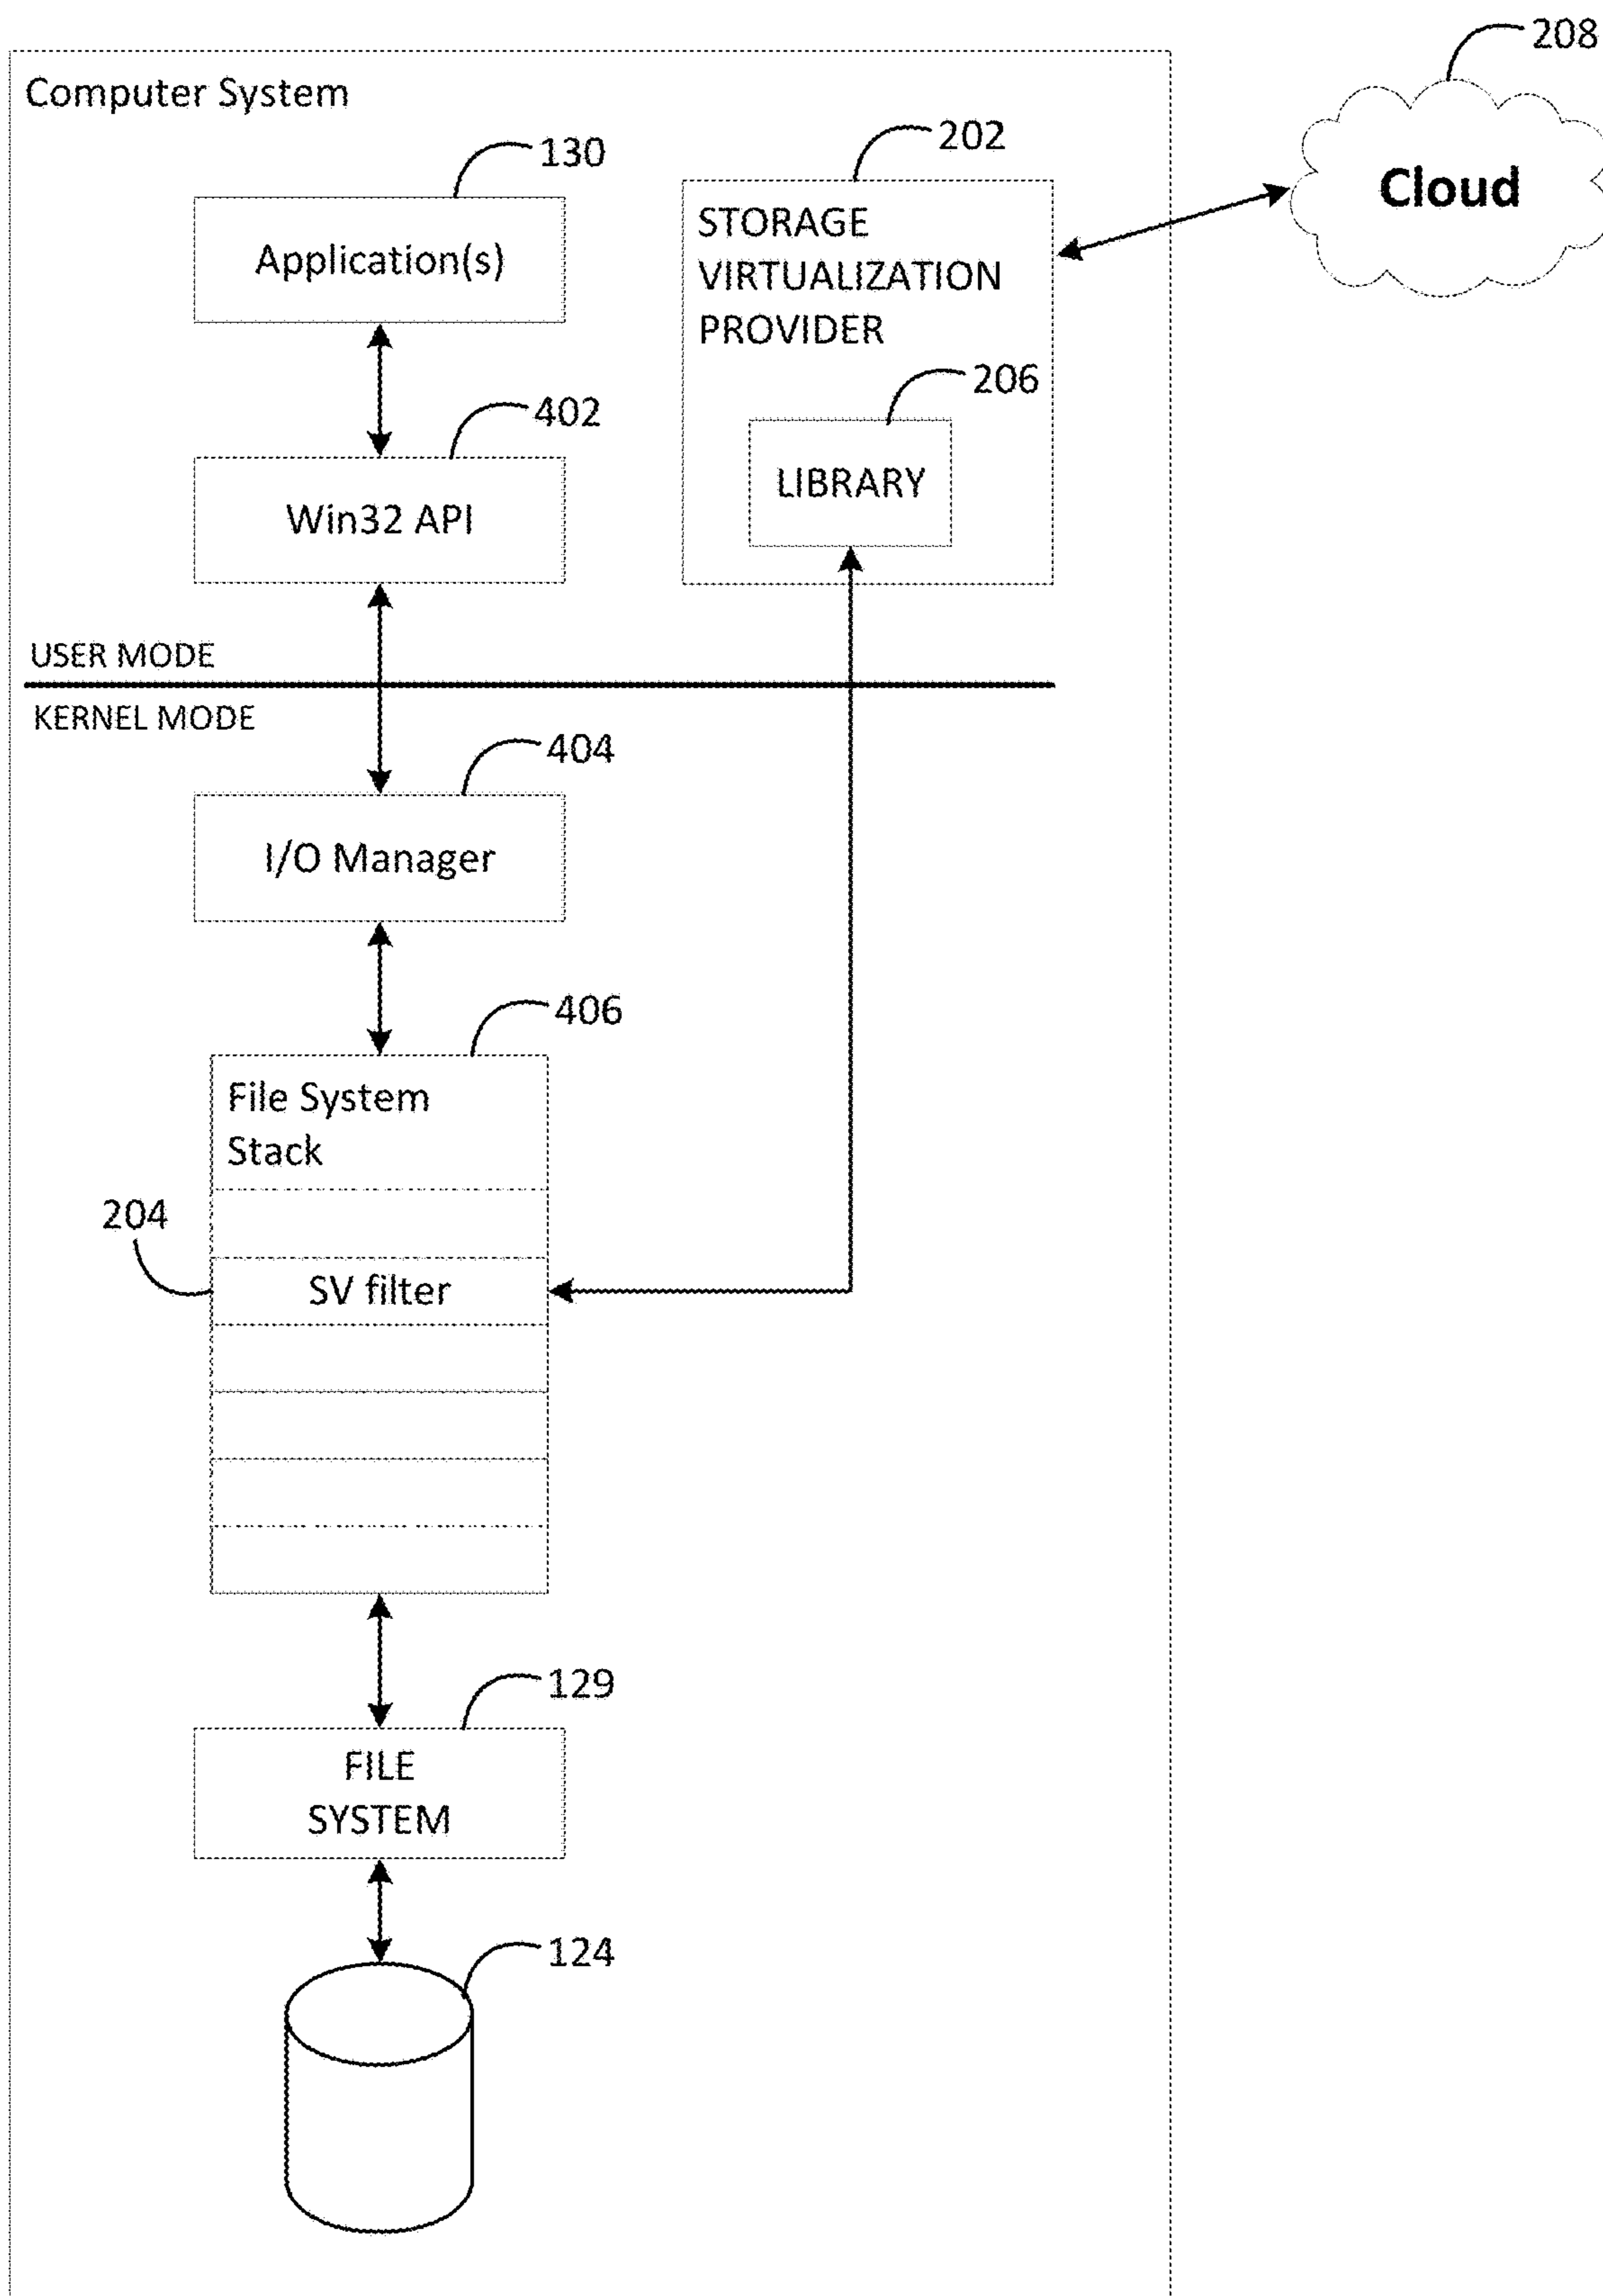 208
Computer System
Cloud
130
202
Application(s)
STORAGE
VIRTUALIZATION
PROVIDER
206
402
LIBRARY
Win32 API
USER MODE
KERNEL MODE
404
I/O Manager
406
File System
Stack
204
SV filter
129
FILE
SYSTEM
124